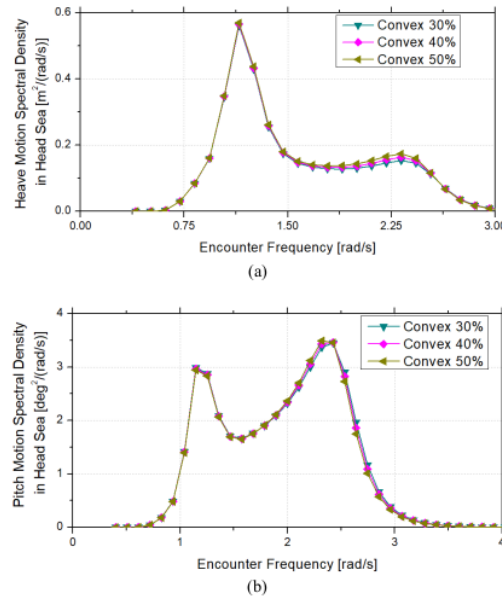 Heave Motion Spectral Density
in Head Sea [m²/(rad/s)]
0.6
0.4
0.2
0.0
Convex 30%
Convex 40%
Convex 50%
0.00 0.75 1.50 2.25 3.00
Encounter Frequency [rad/s]
(a)
Pitch Motion Spectral Density
in Head Sea [deg²/(rad/s)]
4
3
2
1
0
Convex 30%
Convex 40%
Convex 50%
0 1 2 3 4
Encounter Frequency [rad/s]
(b)